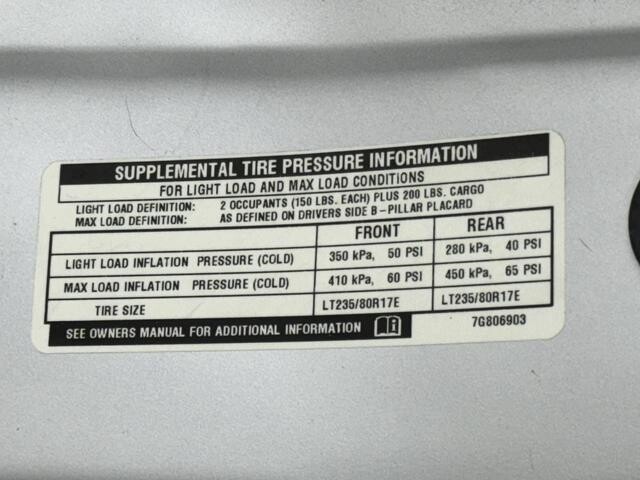 SUPPLEMENTAL TIRE PRESSURE INFORMATION
FOR LIGHT LOAD AND MAX LOAD CONDITIONS
LIGHT LOAD DEFINITION: 2 OCCUPANTS (150 LBS. EACH) PLUS 200 LBS. CARGO
MAX LOAD DEFINITION: AS DEFINED ON DRIVERS SIDE B-PILLAR PLACARD
FRONT REAR
LIGHT LOAD INFLATION PRESSURE (COLD) 350 kPa, 50 PSI 280 kPa, 40 PSI
MAX LOAD INFLATION PRESSURE (COLD) 410 kPa, 60 PSI 450 kPa, 65 PSI
TIRE SIZE LT235/80R17E LT235/80R17E
SEE OWNERS MANUAL FOR ADDITIONAL INFORMATION 7G806903